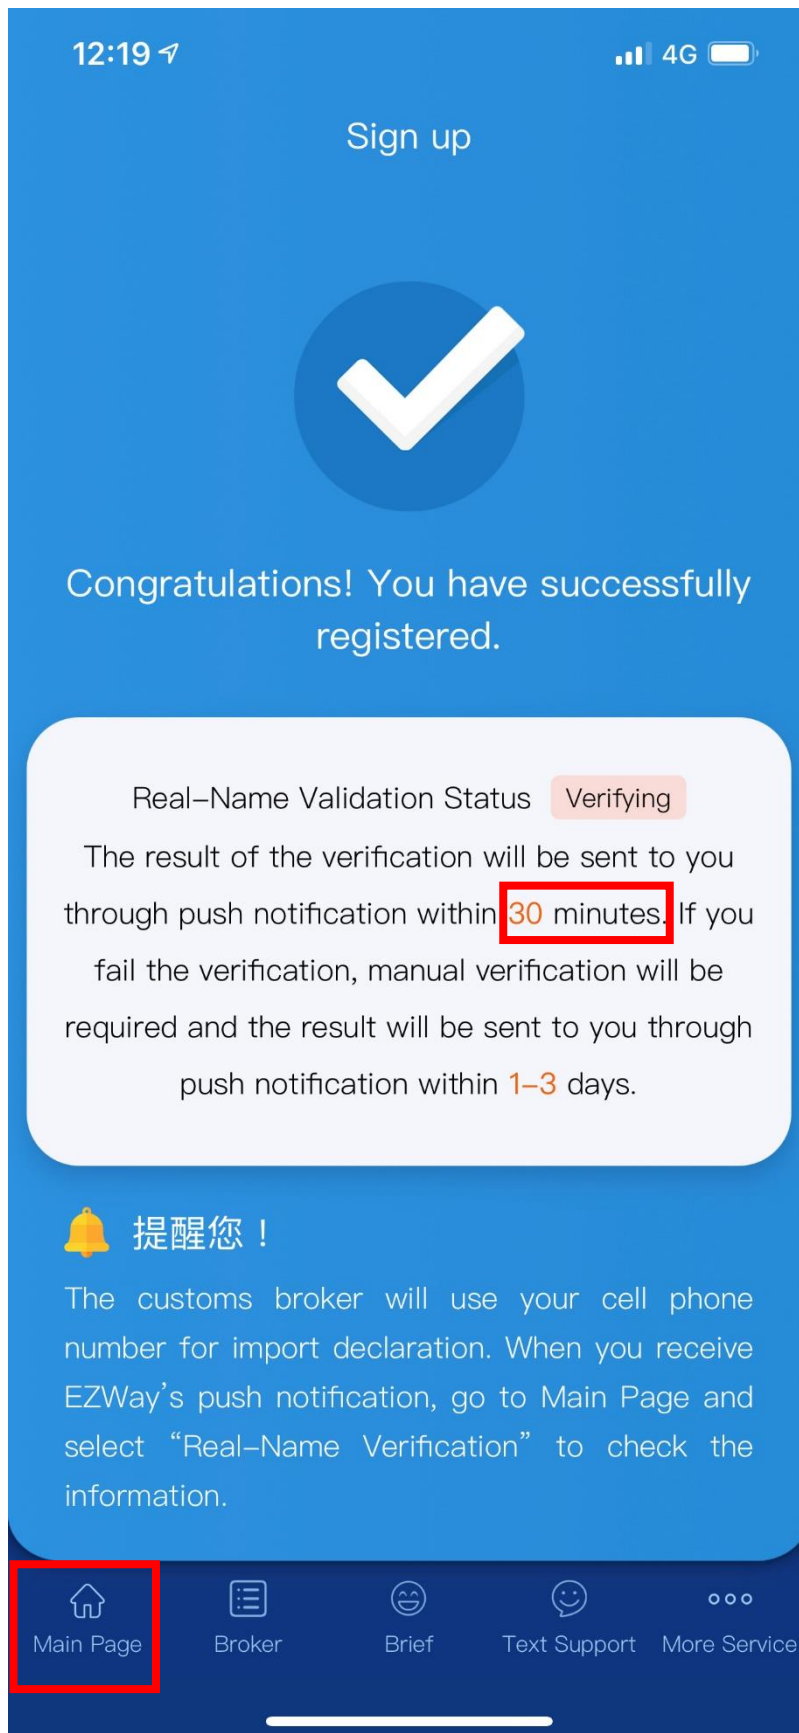 12:19
4G
Sign up
Congratulations! You have successfully
registered.
Real-Name Validation Status Verifying
The result of the verification will be sent to you
through push notification within 30 minutes. If you
fail the verification, manual verification will be
required and the result will be sent to you through
push notification within 1-3 days.
提醒您！
The customs broker will use your cell phone
number for import declaration. When you receive
EZWay's push notification, go to Main Page and
select “Real-Name Verification” to check the
information.
Main Page Broker Brief Text Support More Service